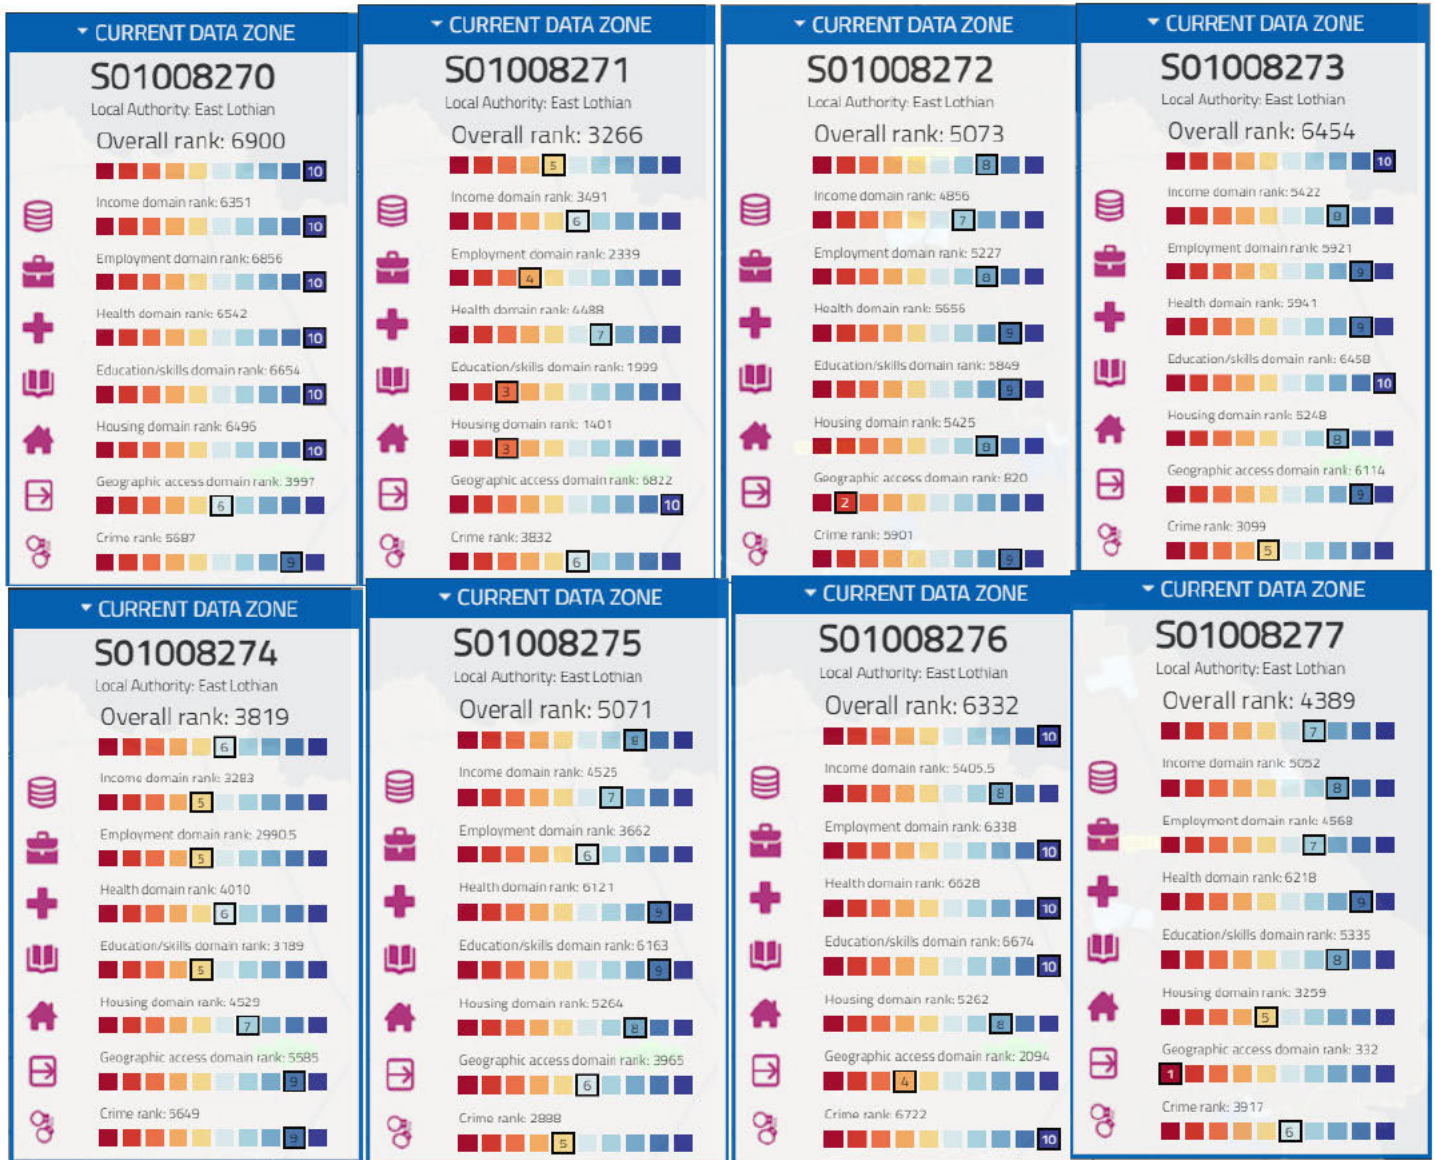 CURRENT DATA ZONE
S01008270
Local Authority: East Lothian
Overall rank: 6900
10
Income domain rank: 6351
10
Employment domain rank: 6856
10
Health domain rank: 6542
10
Education/skills domain rank: 6654
10
Housing domain rank: 6496
10
Geographic access domain rank: 3997
6
Crime rank: 5687
9
CURRENT DATA ZONE
S01008271
Local Authority: East Lothian
Overall rank: 3266
5
Income domain rank: 3491
6
Employment domain rank: 2339
4
Health domain rank: 4488
7
Education/skills domain rank: 1999
3
Housing domain rank: 1401
3
Geographic access domain rank: 6822
10
Crime rank: 3832
6
CURRENT DATA ZONE
S01008272
Local Authority: East Lothian
Overall rank: 5073
8
Income domain rank: 4856
7
Employment domain rank: 5227
8
Health domain rank: 5656
9
Education/skills domain rank: 5849
9
Housing domain rank: 5425
8
Geographic access domain rank: 820
2
Crime rank: 5901
9
CURRENT DATA ZONE
S01008273
Local Authority: East Lothian
Overall rank: 6454
10
Income domain rank: 5422
8
Employment domain rank: 5921
9
Health domain rank: 5941
9
Education/skills domain rank: 6458
10
Housing domain rank: 5248
8
Geographic access domain rank: 6114
9
Crime rank: 3099
5
CURRENT DATA ZONE
S01008274
Local Authority: East Lothian
Overall rank: 3819
6
Income domain rank: 3283
5
Employment domain rank: 2990.5
5
Health domain rank: 4010
6
Education/skills domain rank: 3189
5
Housing domain rank: 4529
7
Geographic access domain rank: 5585
9
Crime rank: 5649
9
CURRENT DATA ZONE
S01008275
Local Authority: East Lothian
Overall rank: 5071
8
Income domain rank: 4525
7
Employment domain rank: 3662
6
Health domain rank: 6121
9
Education/skills domain rank: 6163
9
Housing domain rank: 5264
8
Geographic access domain rank: 3965
6
Crime rank: 2888
5
CURRENT DATA ZONE
S01008276
Local Authority: East Lothian
Overall rank: 6332
10
Income domain rank: 5405.5
8
Employment domain rank: 6338
10
Health domain rank: 6628
10
Education/skills domain rank: 6674
10
Housing domain rank: 5262
8
Geographic access domain rank: 2094
4
Crime rank: 6722
10
CURRENT DATA ZONE
S01008277
Local Authority: East Lothian
Overall rank: 4389
7
Income domain rank: 5052
8
Employment domain rank: 4568
7
Health domain rank: 6218
9
Education/skills domain rank: 5335
8
Housing domain rank: 3259
5
Geographic access domain rank: 332
1
Crime rank: 3917
6